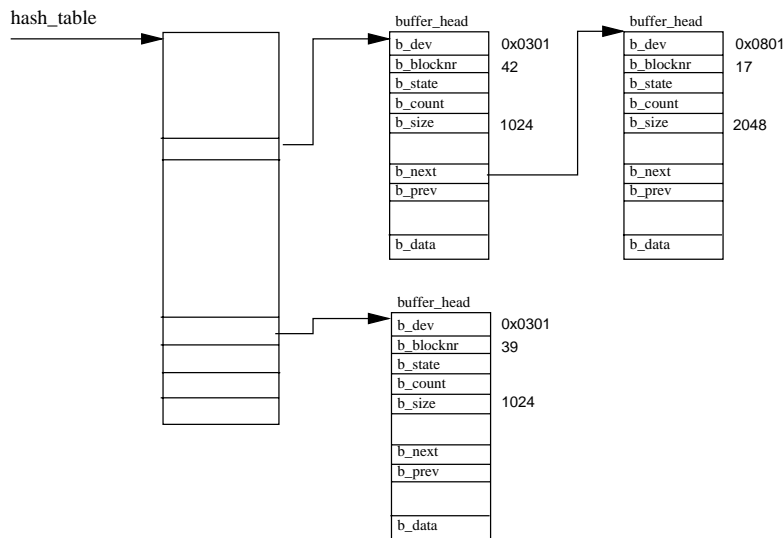 hash_table
buffer_head
b_dev 0x0301
b_blocknr 42
b_state
b_count
b_size 1024
b_next
b_prev
b_data
buffer_head
b_dev 0x0801
b_blocknr 17
b_state
b_count
b_size 2048
b_next
b_prev
b_data
buffer_head
b_dev 0x0301
b_blocknr 39
b_state
b_count
b_size 1024
b_next
b_prev
b_data